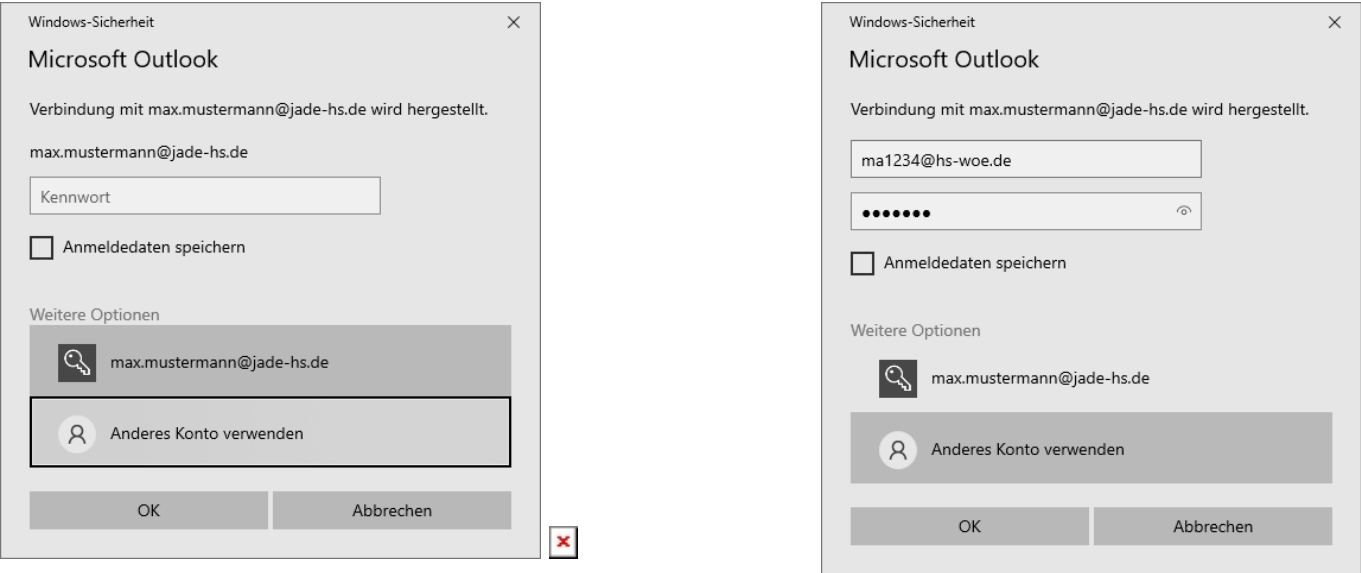 Windows-Sicherheit
Microsoft Outlook
Verbindung mit max.mustermann@jade-hs.de wird hergestellt.
max.mustermann@jade-hs.de
Kennwort
Anmeldedaten speichern
Weitere Optionen
max.mustermann@jade-hs.de
Anderes Konto verwenden
OK
Abbrechen
Windows-Sicherheit
Microsoft Outlook
Verbindung mit max.mustermann@jade-hs.de wird hergestellt.
ma1234@hs-woe.de
●●●●●●●
Anmeldedaten speichern
Weitere Optionen
max.mustermann@jade-hs.de
Anderes Konto verwenden
OK
Abbrechen